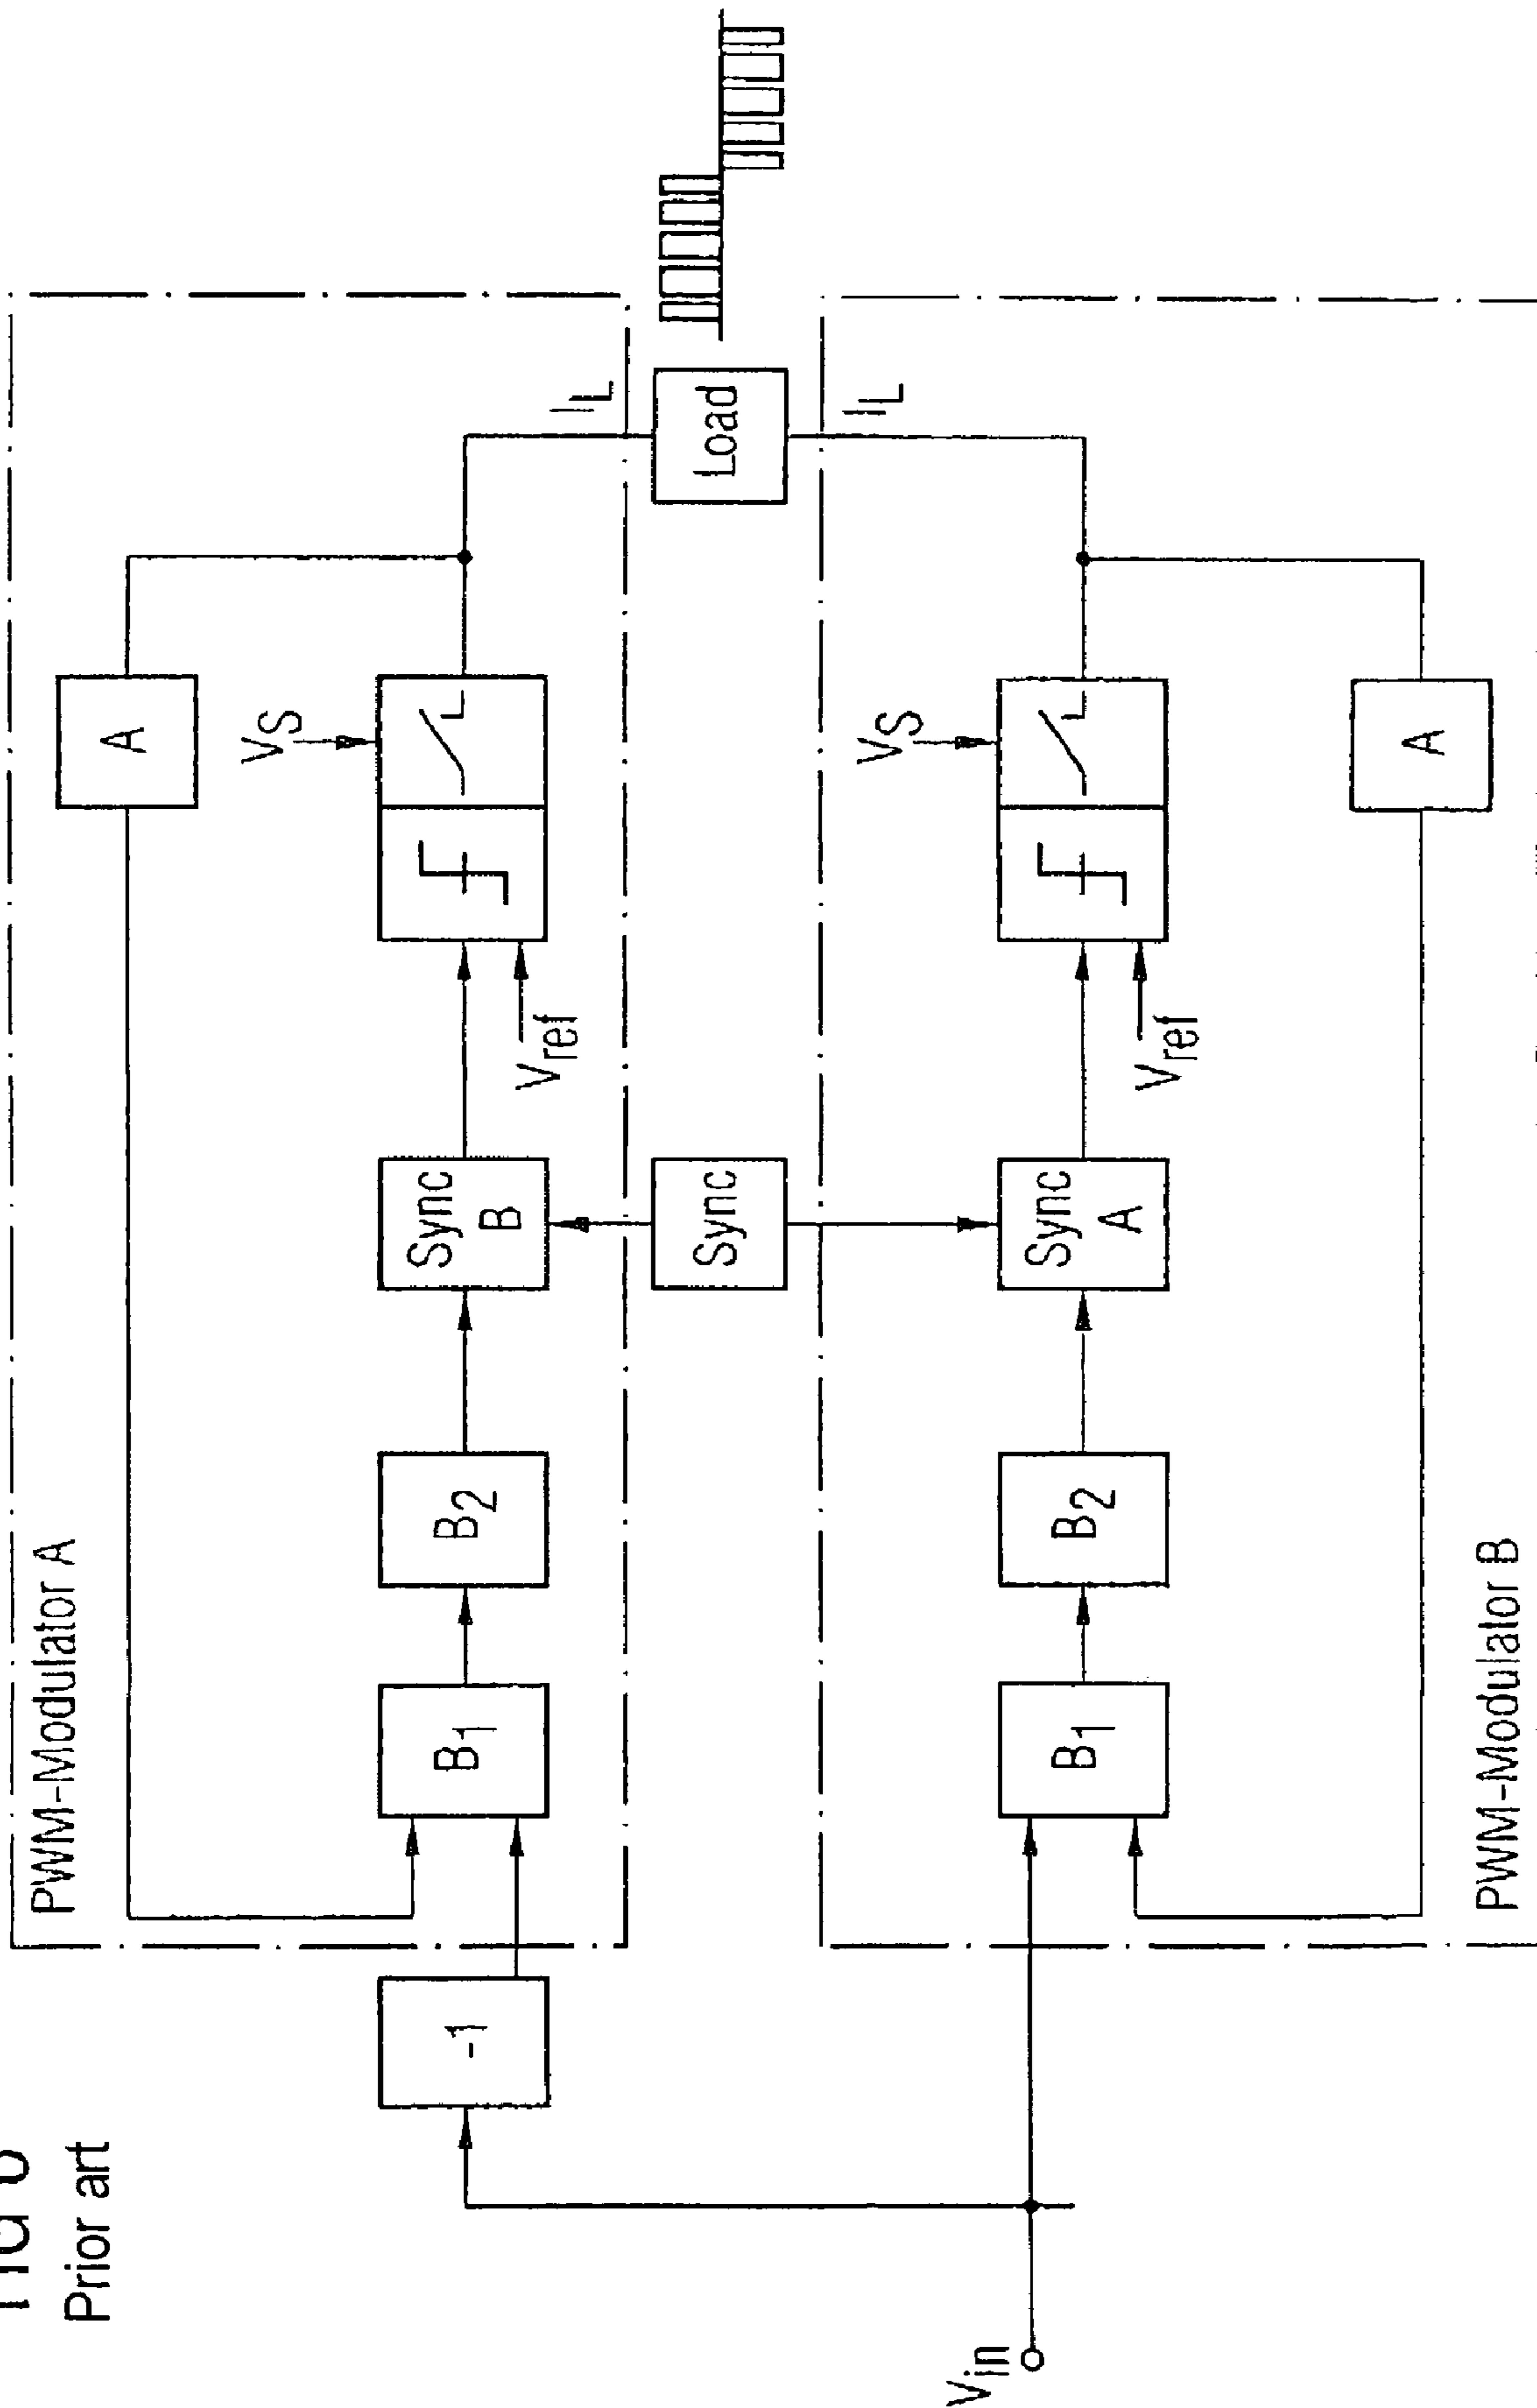 Prior art
PWM-Modulator A
A
VS
-1
B1
B2
Sync
B
Vref
IL
Sync
Load
Vin
B1
B2
Sync
A
Vref
VS
IL
A
PWM-Modulator B